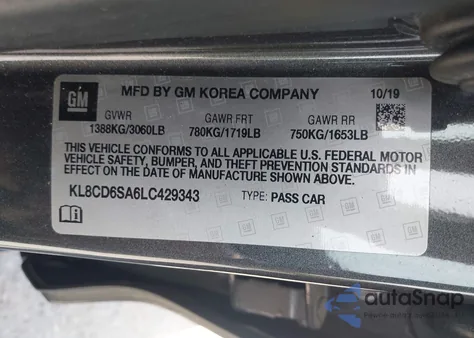 GM MFD BY GM KOREA COMPANY 10/19
GVWR GAWR FRT GAWR RR
1388KG/3060LB 780KG/1719LB 750KG/1653LB
THIS VEHICLE CONFORMS TO ALL APPLICABLE U.S. FEDERAL MOTOR
VEHICLE SAFETY, BUMPER, AND THEFT PREVENTION STANDARDS IN EFFECT
ON THE DATE OF MANUFACTURE SHOWN ABOVE.
KL8CD6SA6LC429343 TYPE: PASS CAR
autoSnap